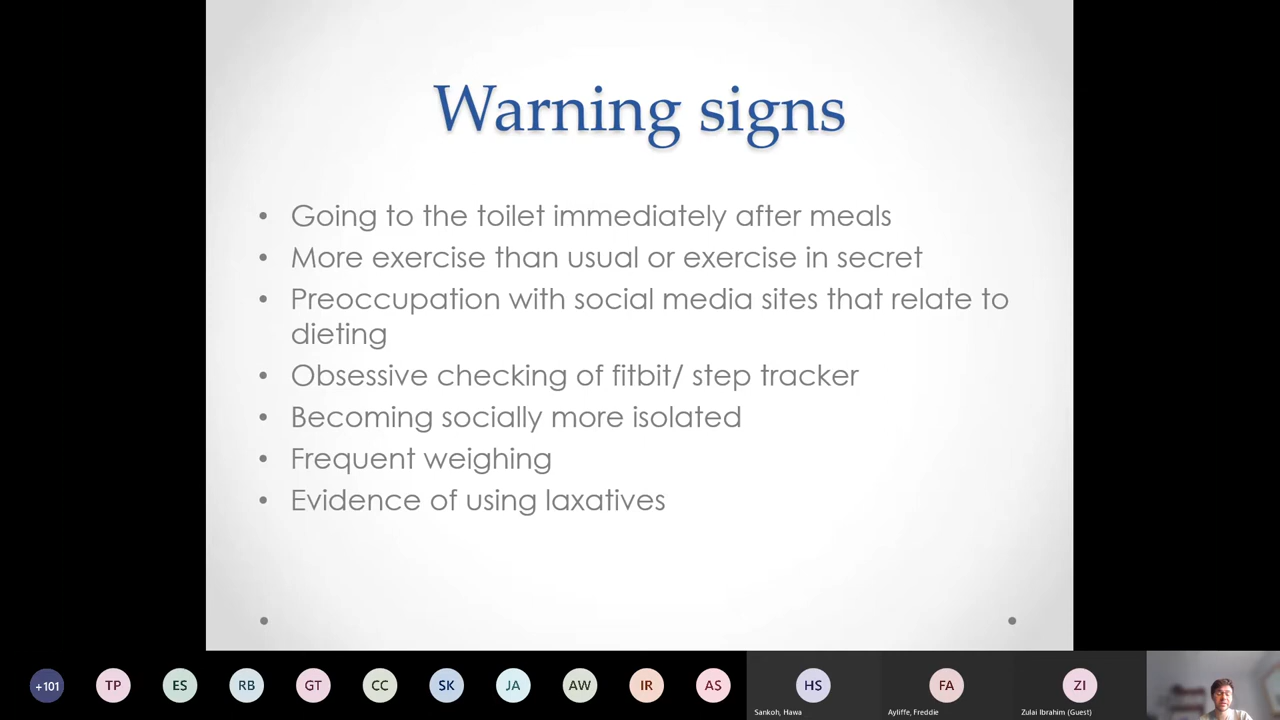 Warning signs
• Going to the toilet immediately after meals
• More exercise than usual or exercise in secret
• Preoccupation with social media sites that relate to
dieting
• Obsessive checking of fitbit/ step tracker
• Becoming socially more isolated
• Frequent weighing
• Evidence of using laxatives
+101 TP ES RB GT CC SK JA AW IR AS HS FA ZI
Sankoh, Hawa Ayliffe, Freddie Zulai Ibrahim (Guest)